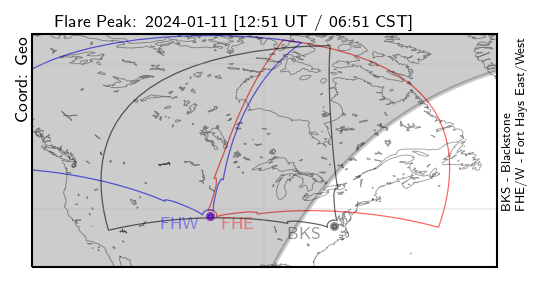 Flare Peak: 2024-01-11 [12:51 UT / 06:51 CST]
Coord: Geo
FHW
FHE
BKS
BKS - Blackstone
FHE/W - Fort Hays East/West